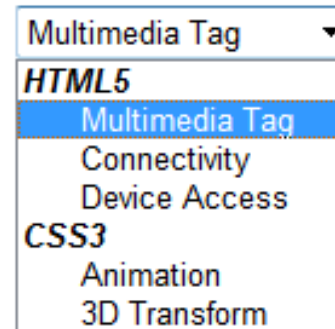 Multimedia Tag
HTML5
Multimedia Tag
Connectivity
Device Access
CSS3
Animation
3D Transform